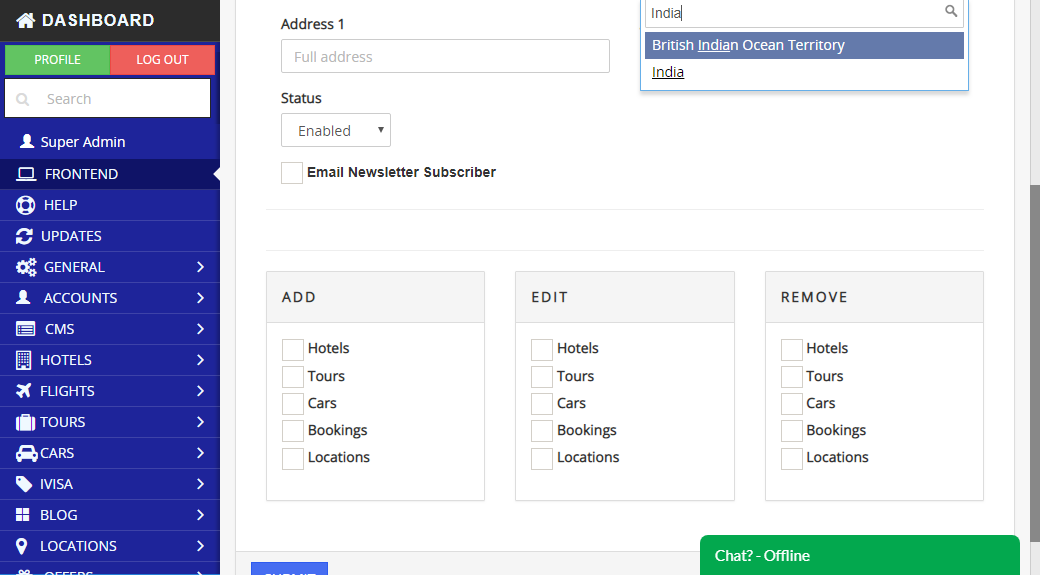 DASHBOARD
PROFILE
LOG OUT
Search
Super Admin
FRONTEND
HELP
UPDATES
GENERAL
ACCOUNTS
CMS
HOTELS
FLIGHTS
TOURS
CARS
IVISA
BLOG
LOCATIONS
OFFERS
Address 1
Full address
India
British Indian Ocean Territory
India
Status
Enabled
Email Newsletter Subscriber
ADD
Hotels
Tours
Cars
Bookings
Locations
EDIT
Hotels
Tours
Cars
Bookings
Locations
REMOVE
Hotels
Tours
Cars
Bookings
Locations
SUBMIT
Chat? - Offline